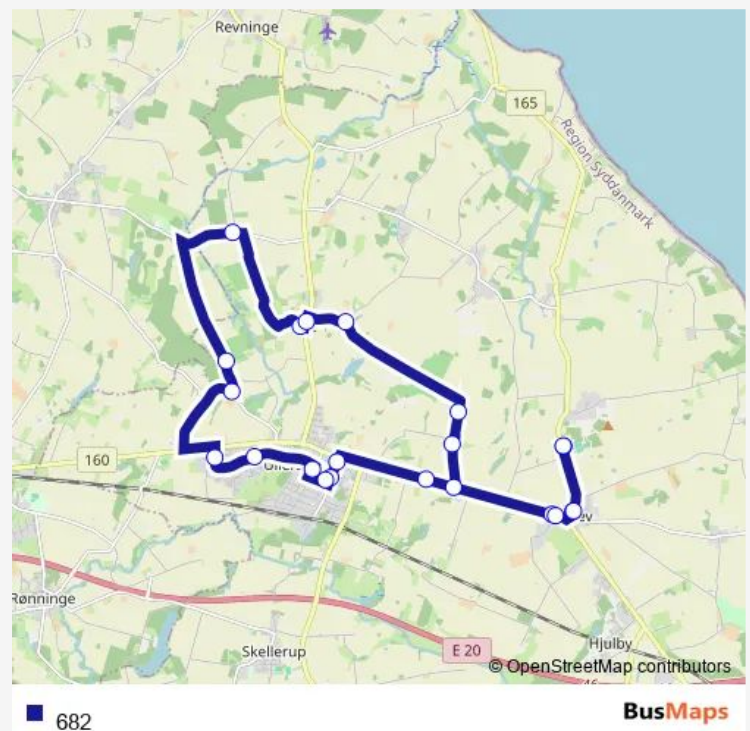 Revninge
165
Region Syddanmark
160
Rønninge
Skellerup
E 20
Hjulby
© OpenStreetMap contributors
682
BusMaps